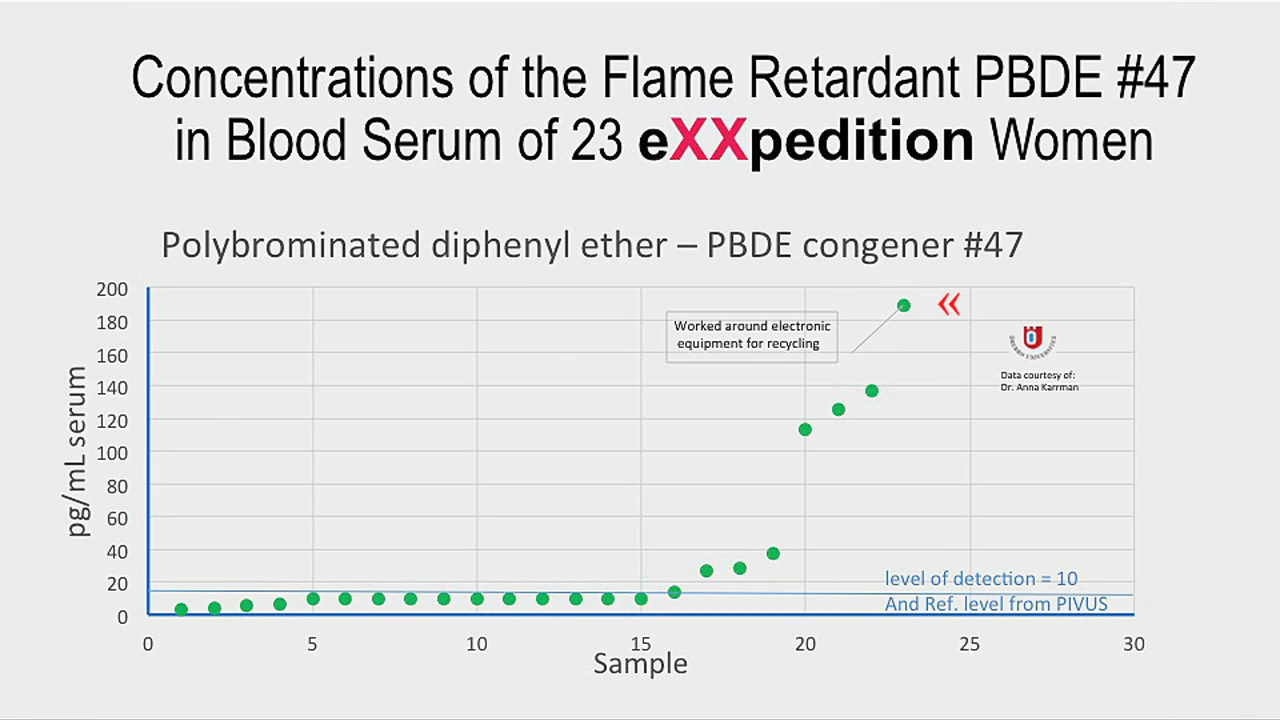 Concentrations of the Flame Retardant PBDE #47
in Blood Serum of 23 eXXpedition Women
Polybrominated diphenyl ether – PBDE congener #47
pg/mL serum
200
180
160
140
120
100
80
60
40
20
0
Worked around electronic
equipment for recycling
«
ÖREBRO UNIVERSITY
Data courtesy of:
Dr. Anna Karrman
level of detection = 10
And Ref. level from PIVUS
0 5 10 15 20 25 30
Sample